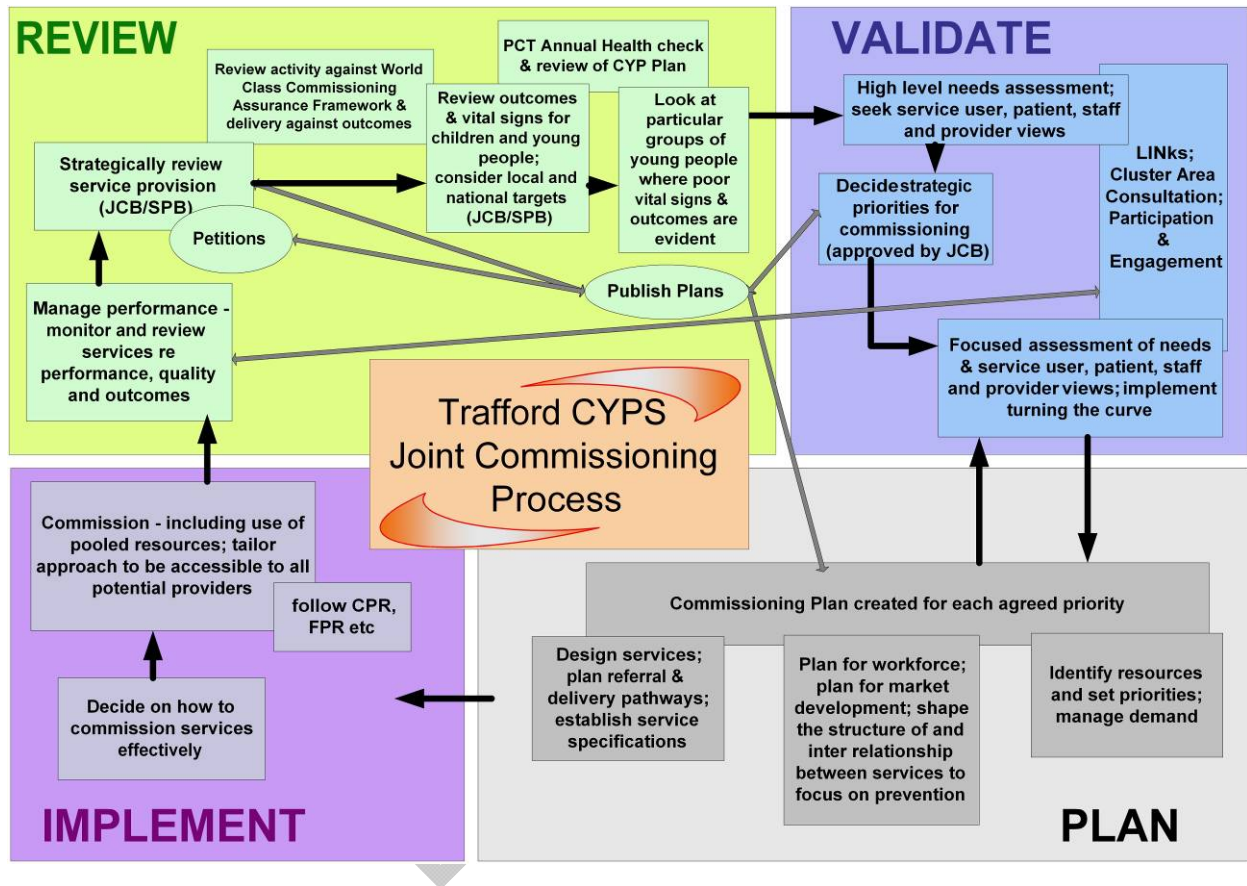 REVIEW
Review activity against World
Class Commissioning
Assurance Framework &
delivery against outcomes
PCT Annual Health check
& review of CYP Plan
Strategically review
service provision
(JCB/SPB)
Review outcomes
& vital signs for
children and young
people;
consider local and
national targets
(JCB/SPB)
Look at
particular
groups of
young people
where poor
vital signs &
outcomes are
evident
Petitions
Publish Plans
Manage performance -
monitor and review
services re
performance, quality
and outcomes
VALIDATE
High level needs assessment;
seek service user, patient, staff
and provider views
LINks;
Cluster Area
Consultation;
Participation
&
Engagement
Decidestrategic
priorities for
commissioning
(approved by JCB)
Focused assessment of needs
& service user, patient, staff
and provider views; implement
turning the curve
Trafford CYPS
Joint Commissioning
Process
Commission - including use of
pooled resources; tailor
approach to be accessible to all
potential providers
follow CPR,
FPR etc
Decide on how to
commission services
effectively
IMPLEMENT
Commissioning Plan created for each agreed priority
Design services;
plan referral &
delivery pathways;
establish service
specifications
Plan for workforce;
plan for market
development; shape
the structure of and
inter relationship
between services to
focus on prevention
Identify resources
and set priorities;
manage demand
PLAN